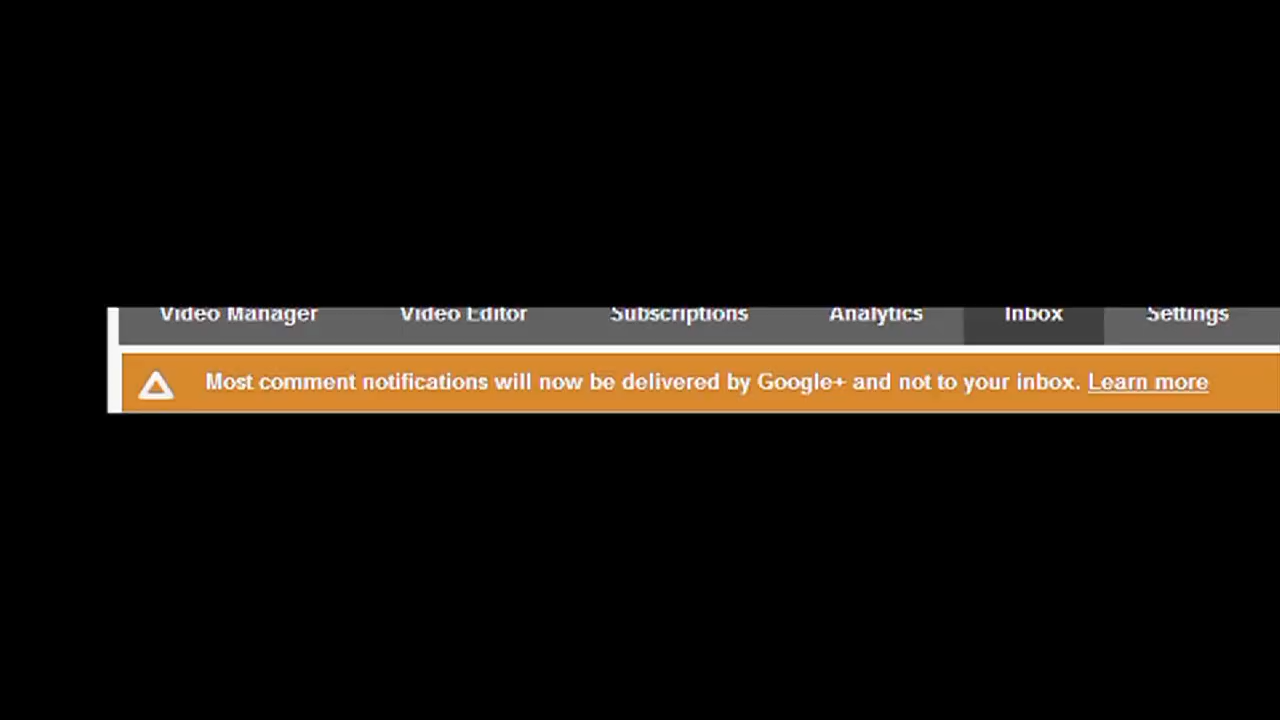 Video Manager Video Editor Subscriptions Analytics Inbox Settings
Most comment notifications will now be delivered by Google+ and not to your inbox. Learn more